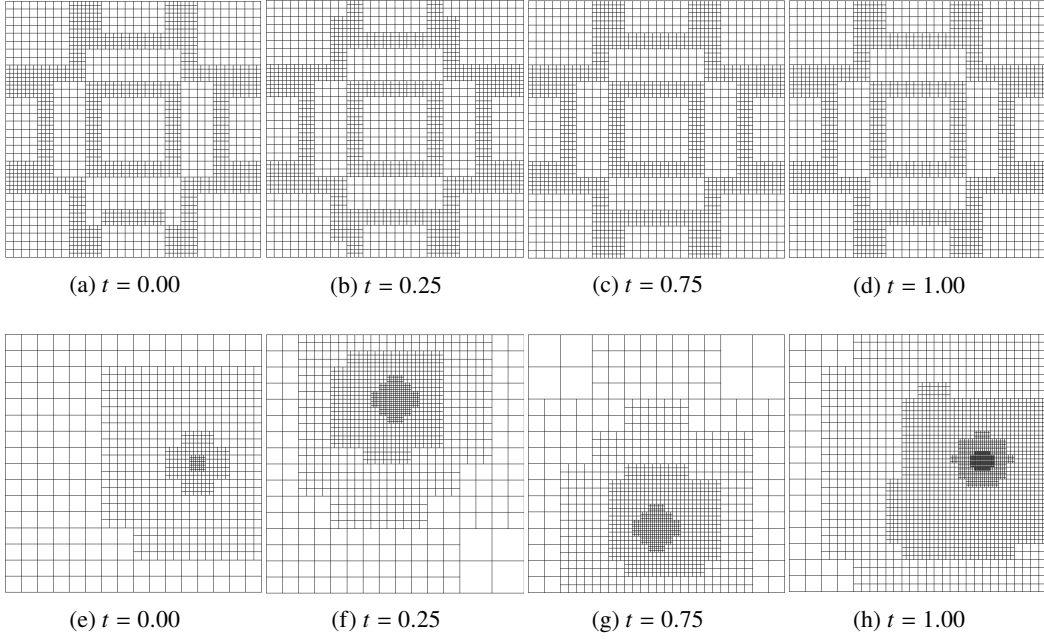 (a) t = 0.00 (b) t = 0.25 (c) t = 0.75 (d) t = 1.00
(e) t = 0.00 (f) t = 0.25 (g) t = 0.75 (h) t = 1.00